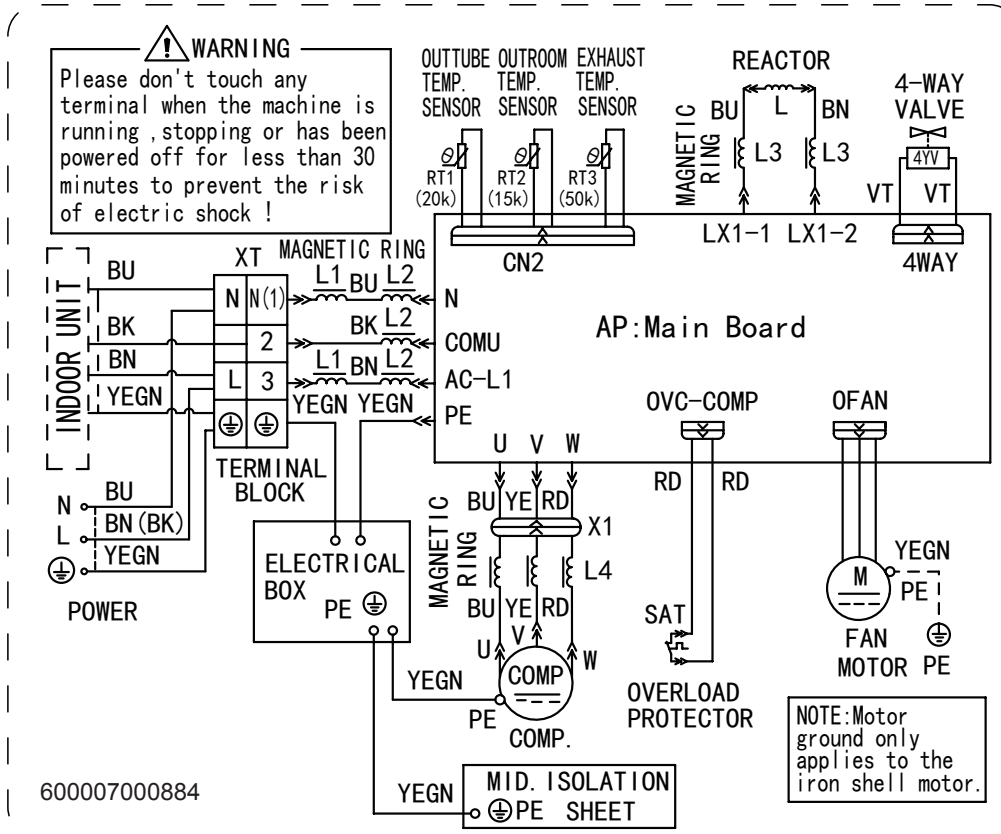 WARNING
Please don't touch any
terminal when the machine is
running ,stopping or has been
powered off for less than 30
minutes to prevent the risk
of electric shock !
OUTTUBE OUTROOM EXHAUST
TEMP. TEMP. TEMP.
SENSOR SENSOR SENSOR
RT1 RT2 RT3
(20k) (15k) (50k)
CN2
REACTOR
BU L BN
MAGNETIC
RING
L3 L3
LX1-1 LX1-2
4-WAY
VALVE
4YV
VT VT
4WAY
INDOOR UNIT
BU
BK
BN
YEGN
XT
N N(1)
2
L 3
TERMINAL
BLOCK
MAGNETIC RING
L1 BU L2
BK L2
L1 BN L2
YEGN YEGN
N
COMU
AC-L1
PE
AP:Main Board
OVC-COMP
OFAN
U V W
N BU
L BN(BK)
YEGN
POWER
ELECTRICAL
BOX
PE
BU YE RD
X1
MAGNETIC
RING
L4
BU YE RD
U V W
COMP
YEGN
PE
COMP.
RD RD
SAT
OVERLOAD
PROTECTOR
M
YEGN
PE
FAN
MOTOR PE
NOTE:Motor
ground only
applies to the
iron shell motor.
600007000884
YEGN
MID. ISOLATION
PE SHEET